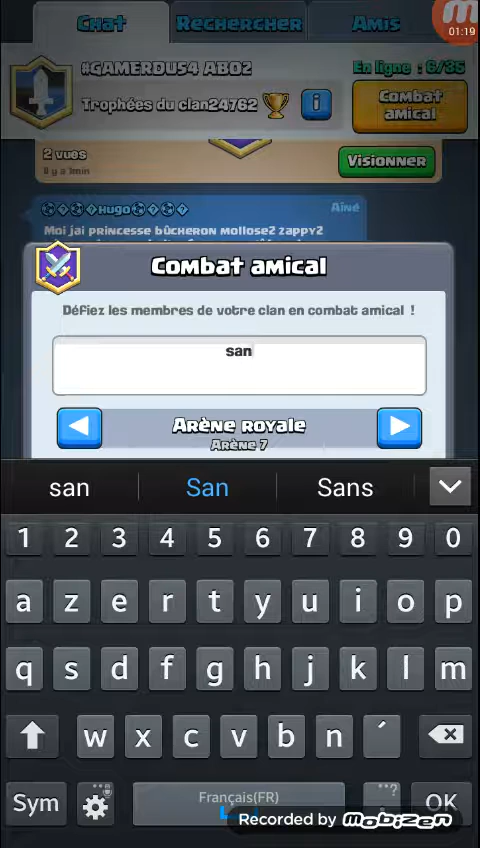 Chat Rechercher Amis
01:19
#GAMERDU54 ABO2
En ligne : 6/35
Trophées du clan24762
Combat amical
2 vues
Il y a 1min
Visionner
Hugo
Aîné
Moi jai princesse bûcheron mollose2 zappy2
Combat amical
Défiez les membres de votre clan en combat amical !
san
Arène royale
Arène 7
san San Sans
1 2 3 4 5 6 7 8 9 0
a z e r t y u i o p
q s d f g h j k l m
w x c v b n ´
Sym Français(FR) OK
Recorded by Mobizen